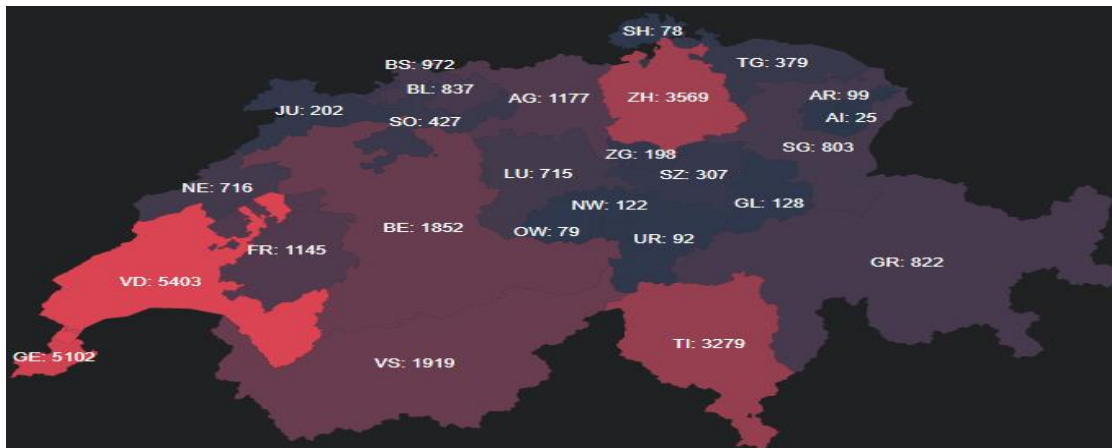 SH: 78
BS: 972
TG: 379
BL: 837
AG: 1177
ZH: 3569
AR: 99
JU: 202
SO: 427
AI: 25
ZG: 198
SG: 803
LU: 715
SZ: 307
NE: 716
NW: 122
GL: 128
BE: 1852
OW: 79
UR: 92
FR: 1145
GR: 822
VD: 5403
TI: 3279
GE: 5102
VS: 1919